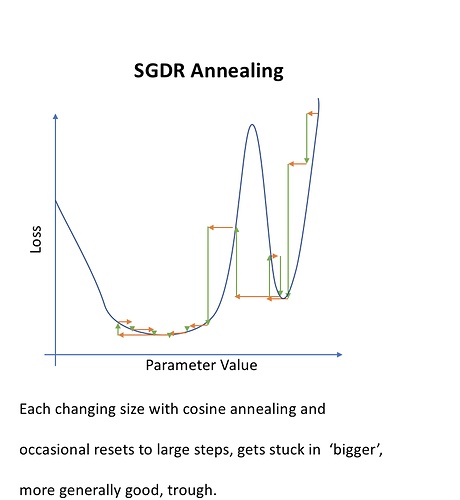 SGDR Annealing
Loss
Parameter Value
Each changing size with cosine annealing and
occasional resets to large steps, gets stuck in ‘bigger’,
more generally good, trough.